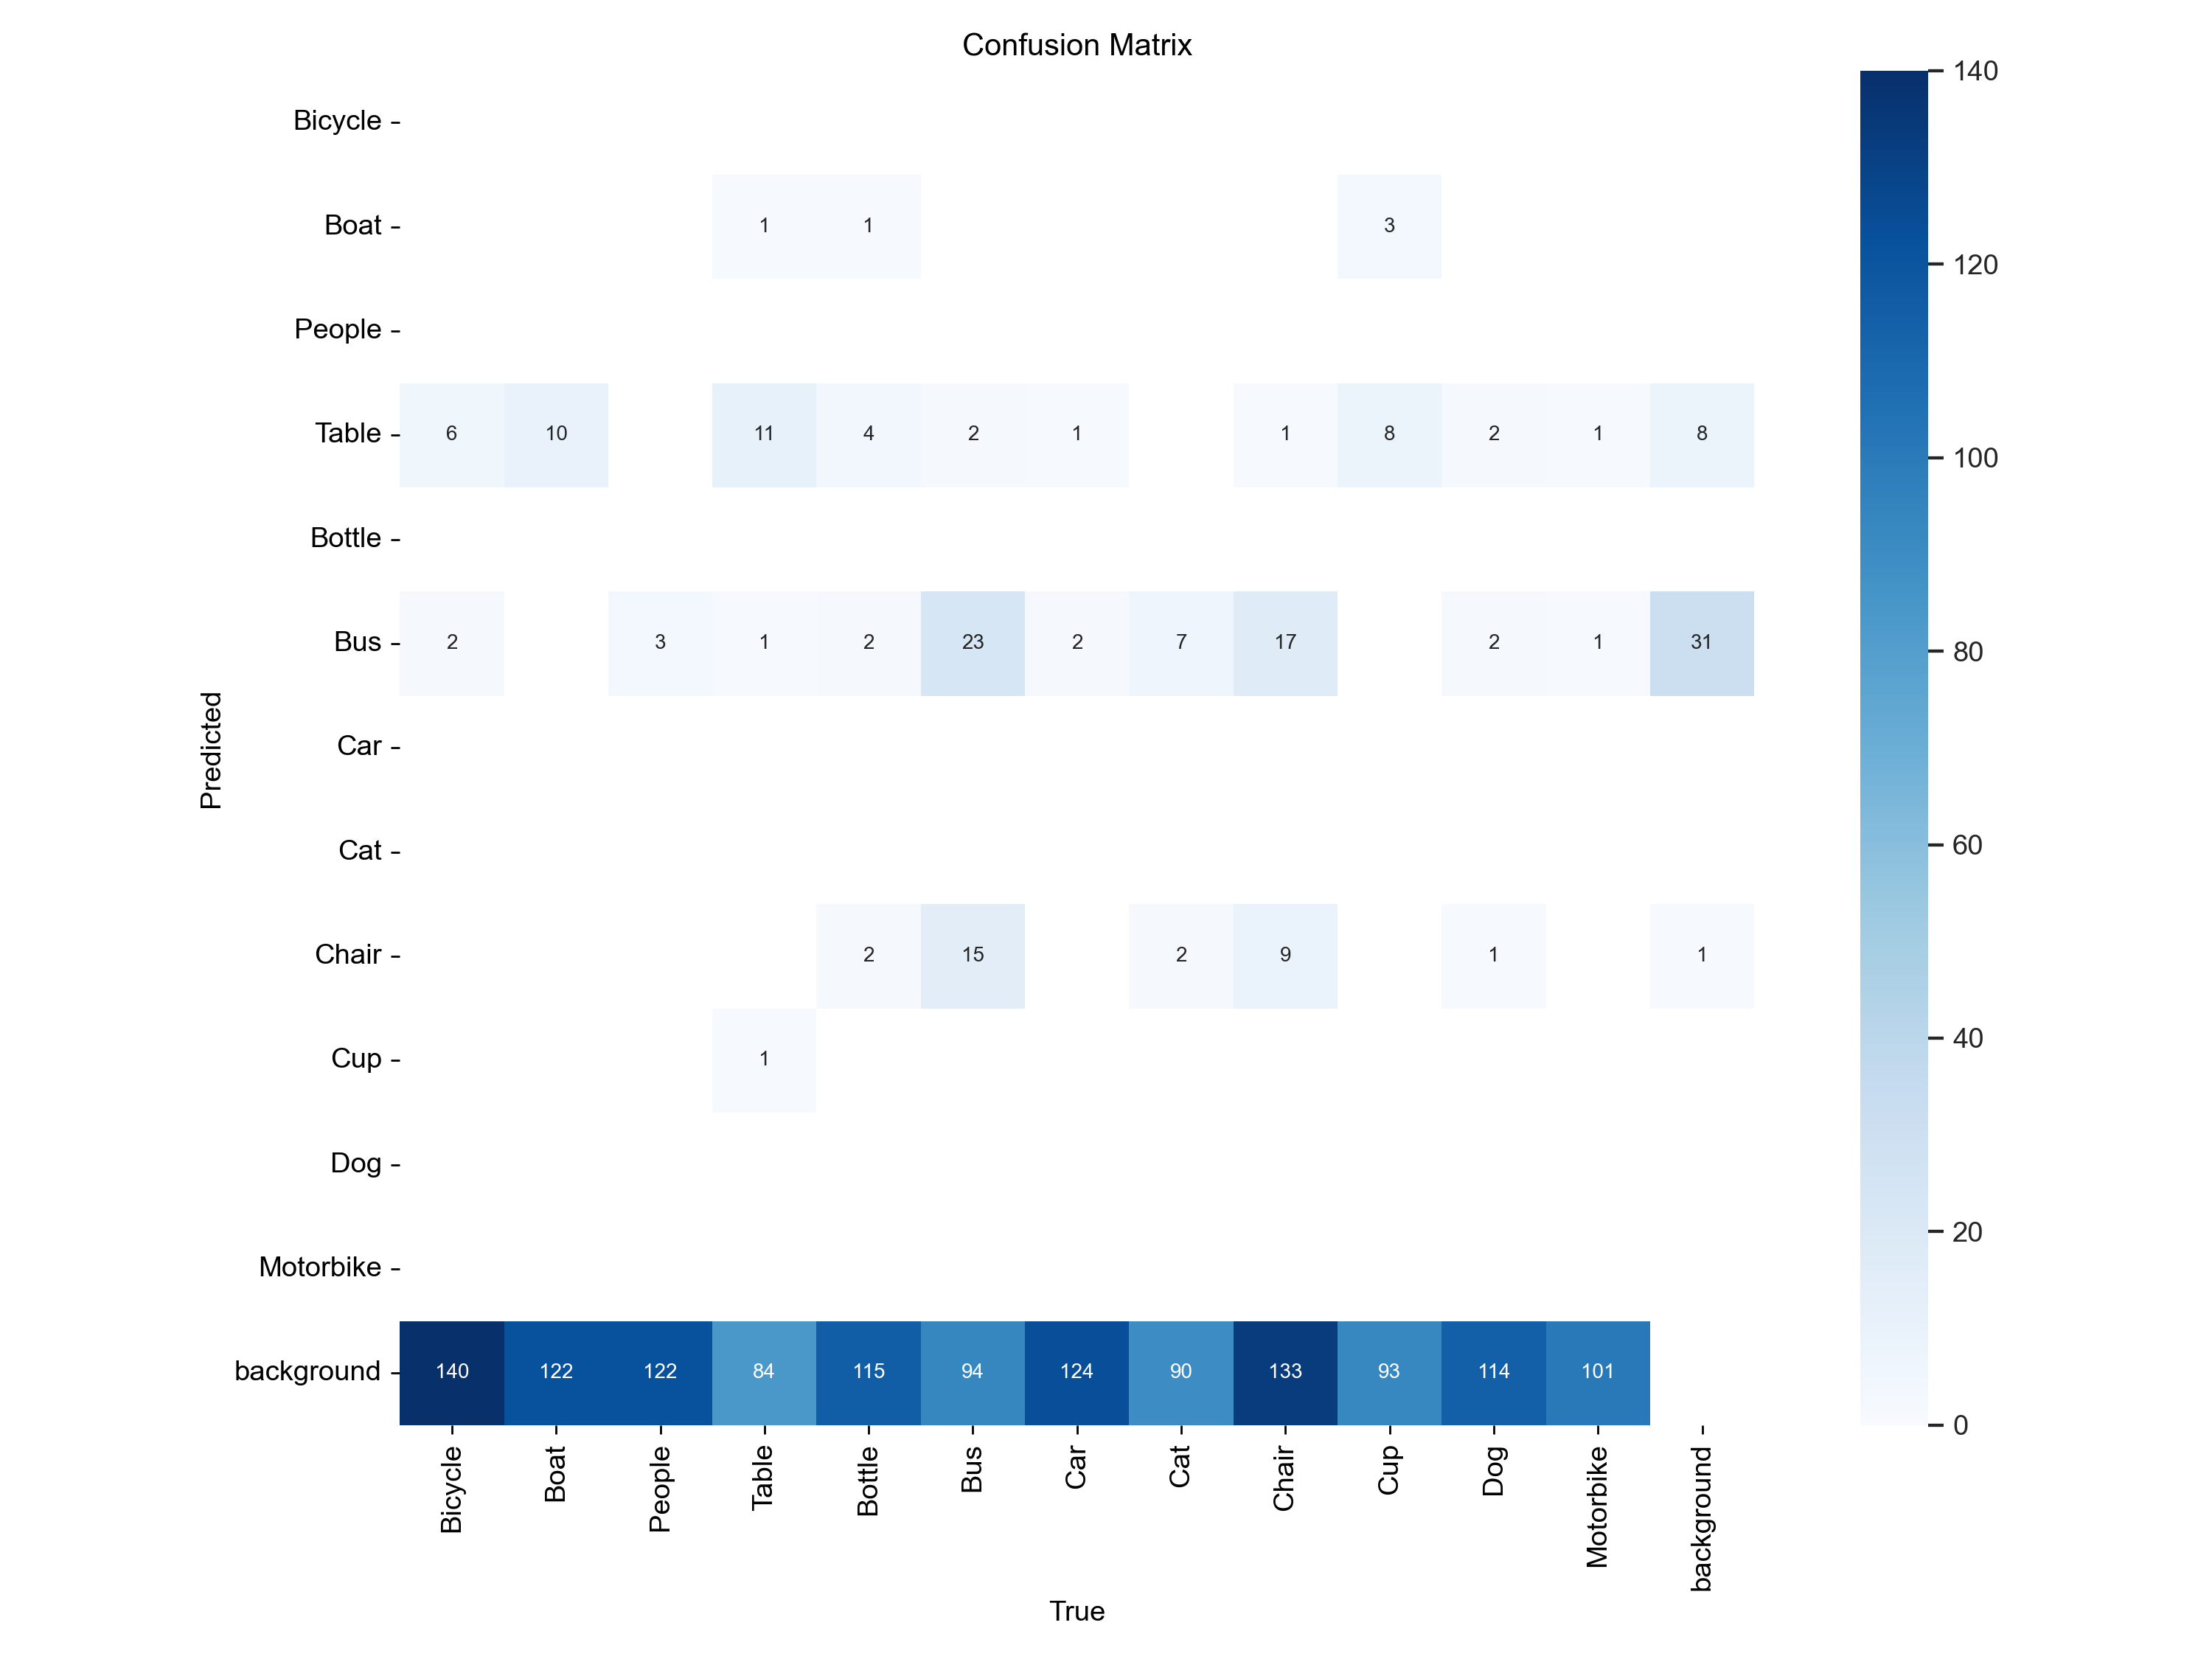 Confusion Matrix
Bicycle
Boat 1 1 3
People
Table 6 10 11 4 2 1 1 8 2 1 8
Bottle
Bus 2 3 1 2 23 2 7 17 2 1 31
Car
Cat
Chair 2 15 2 9 1 1
Cup 1
Dog
Motorbike
background 140 122 122 84 115 94 124 90 133 93 114 101
Predicted
Bicycle Boat People Table Bottle Bus Car Cat Chair Cup Dog Motorbike background
True
140
120
100
80
60
40
20
0